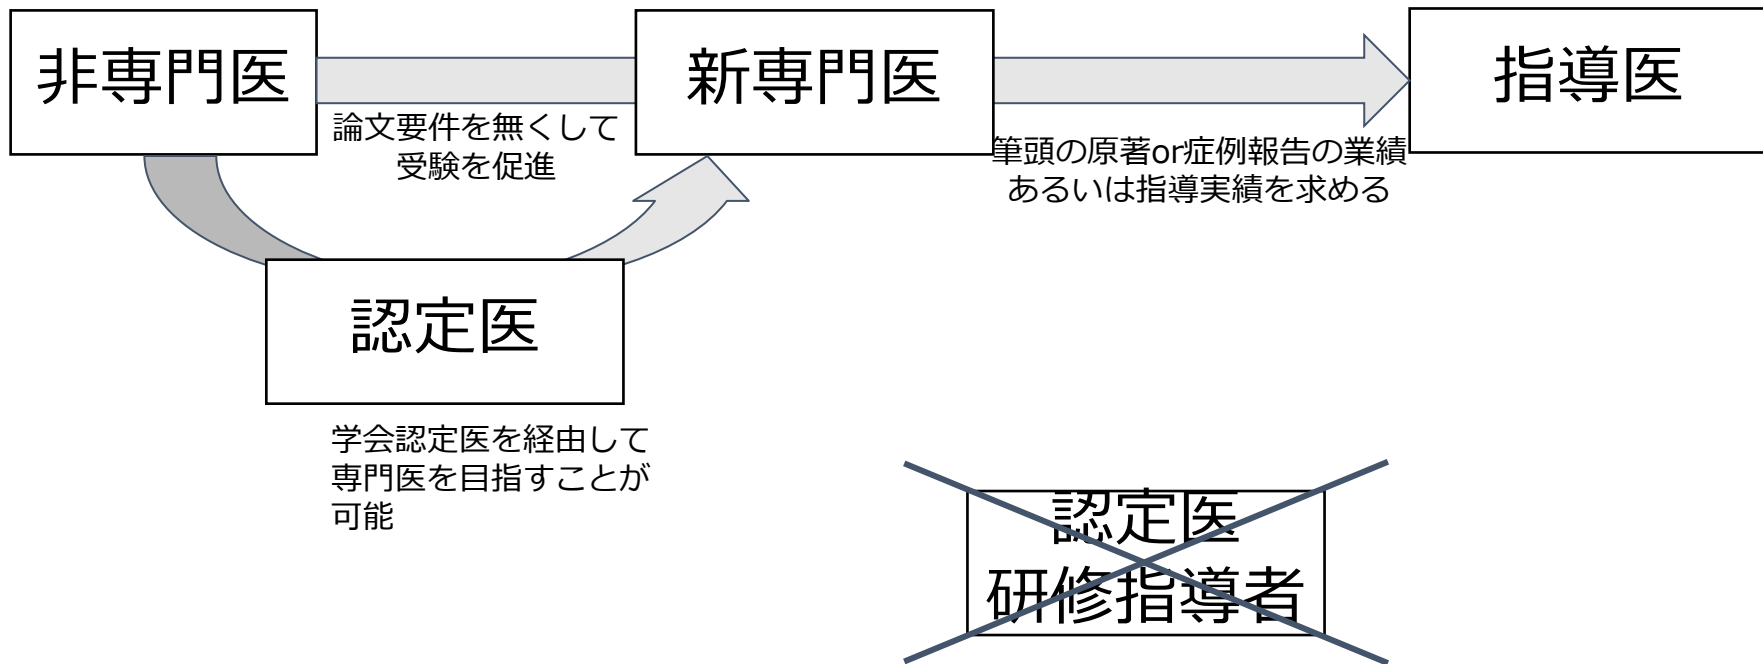 非専門医
新専門医
指導医
論文要件を無くして
受験を促進
筆頭の原著or症例報告の業績
あるいは指導実績を求める
認定医
学会認定医を経由して
専門医を目指すことが
可能
認定医
研修指導者